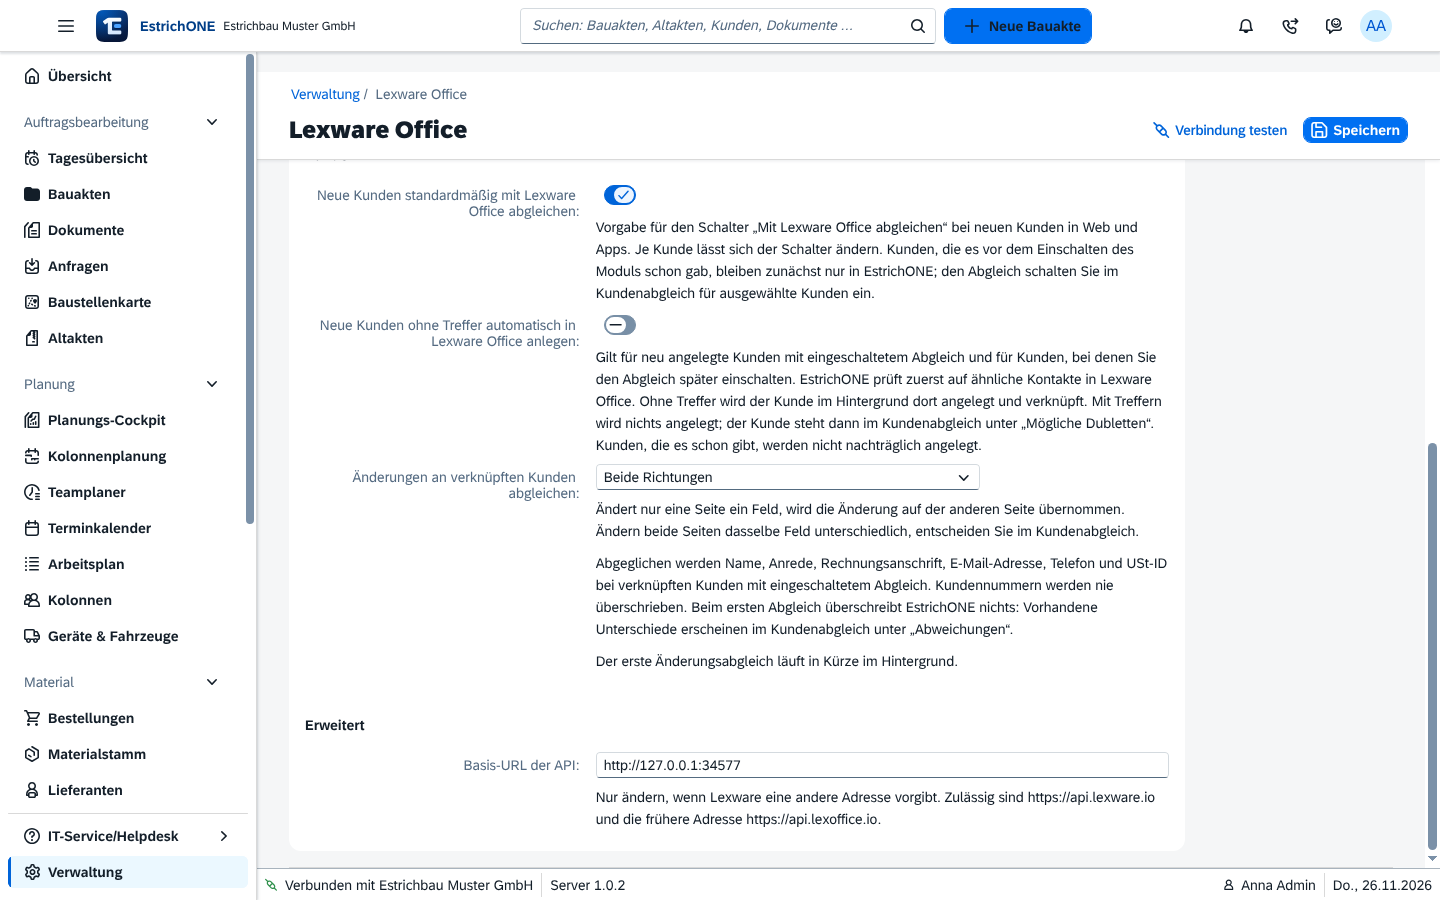 EstrichONE Estrichbau Muster GmbH
Suchen: Bauakten, Altakten, Kunden, Dokumente ...
Neue Bauakte
AA
Übersicht
Auftragsbearbeitung
Tagesübersicht
Bauakten
Dokumente
Anfragen
Baustellenkarte
Altakten
Planung
Planungs-Cockpit
Kolonnenplanung
Teamplaner
Terminkalender
Arbeitsplan
Kolonnen
Geräte & Fahrzeuge
Material
Bestellungen
Materialstamm
Lieferanten
IT-Service/Helpdesk
Verwaltung
Verwaltung / Lexware Office
Lexware Office
Verbindung testen
Speichern
Neue Kunden standardmäßig mit Lexware
Office abgleichen:
Vorgabe für den Schalter „Mit Lexware Office abgleichen“ bei neuen Kunden in Web und
Apps. Je Kunde lässt sich der Schalter ändern. Kunden, die es vor dem Einschalten des
Moduls schon gab, bleiben zunächst nur in EstrichONE; den Abgleich schalten Sie im
Kundenabgleich für ausgewählte Kunden ein.
Neue Kunden ohne Treffer automatisch in
Lexware Office anlegen:
Gilt für neu angelegte Kunden mit eingeschaltetem Abgleich und für Kunden, bei denen Sie
den Abgleich später einschalten. EstrichONE prüft zuerst auf ähnliche Kontakte in Lexware
Office. Ohne Treffer wird der Kunde im Hintergrund dort angelegt und verknüpft. Mit Treffern
wird nichts angelegt; der Kunde steht dann im Kundenabgleich unter „Mögliche Dubletten“.
Kunden, die es schon gibt, werden nicht nachträglich angelegt.
Änderungen an verknüpften Kunden
abgleichen:
Beide Richtungen
Ändert nur eine Seite ein Feld, wird die Änderung auf der anderen Seite übernommen.
Ändern beide Seiten dasselbe Feld unterschiedlich, entscheiden Sie im Kundenabgleich.
Abgeglichen werden Name, Anrede, Rechnungsanschrift, E-Mail-Adresse, Telefon und USt-ID
bei verknüpften Kunden mit eingeschaltetem Abgleich. Kundennummern werden nie
überschrieben. Beim ersten Abgleich überschreibt EstrichONE nichts: Vorhandene
Unterschiede erscheinen im Kundenabgleich unter „Abweichungen“.
Der erste Änderungsabgleich läuft in Kürze im Hintergrund.
Erweitert
Basis-URL der API:
http://127.0.0.1:34577
Nur ändern, wenn Lexware eine andere Adresse vorgibt. Zulässig sind https://api.lexware.io
und die frühere Adresse https://api.lexoffice.io.
Verbunden mit Estrichbau Muster GmbH
Server 1.0.2
Anna Admin
Do., 26.11.2026